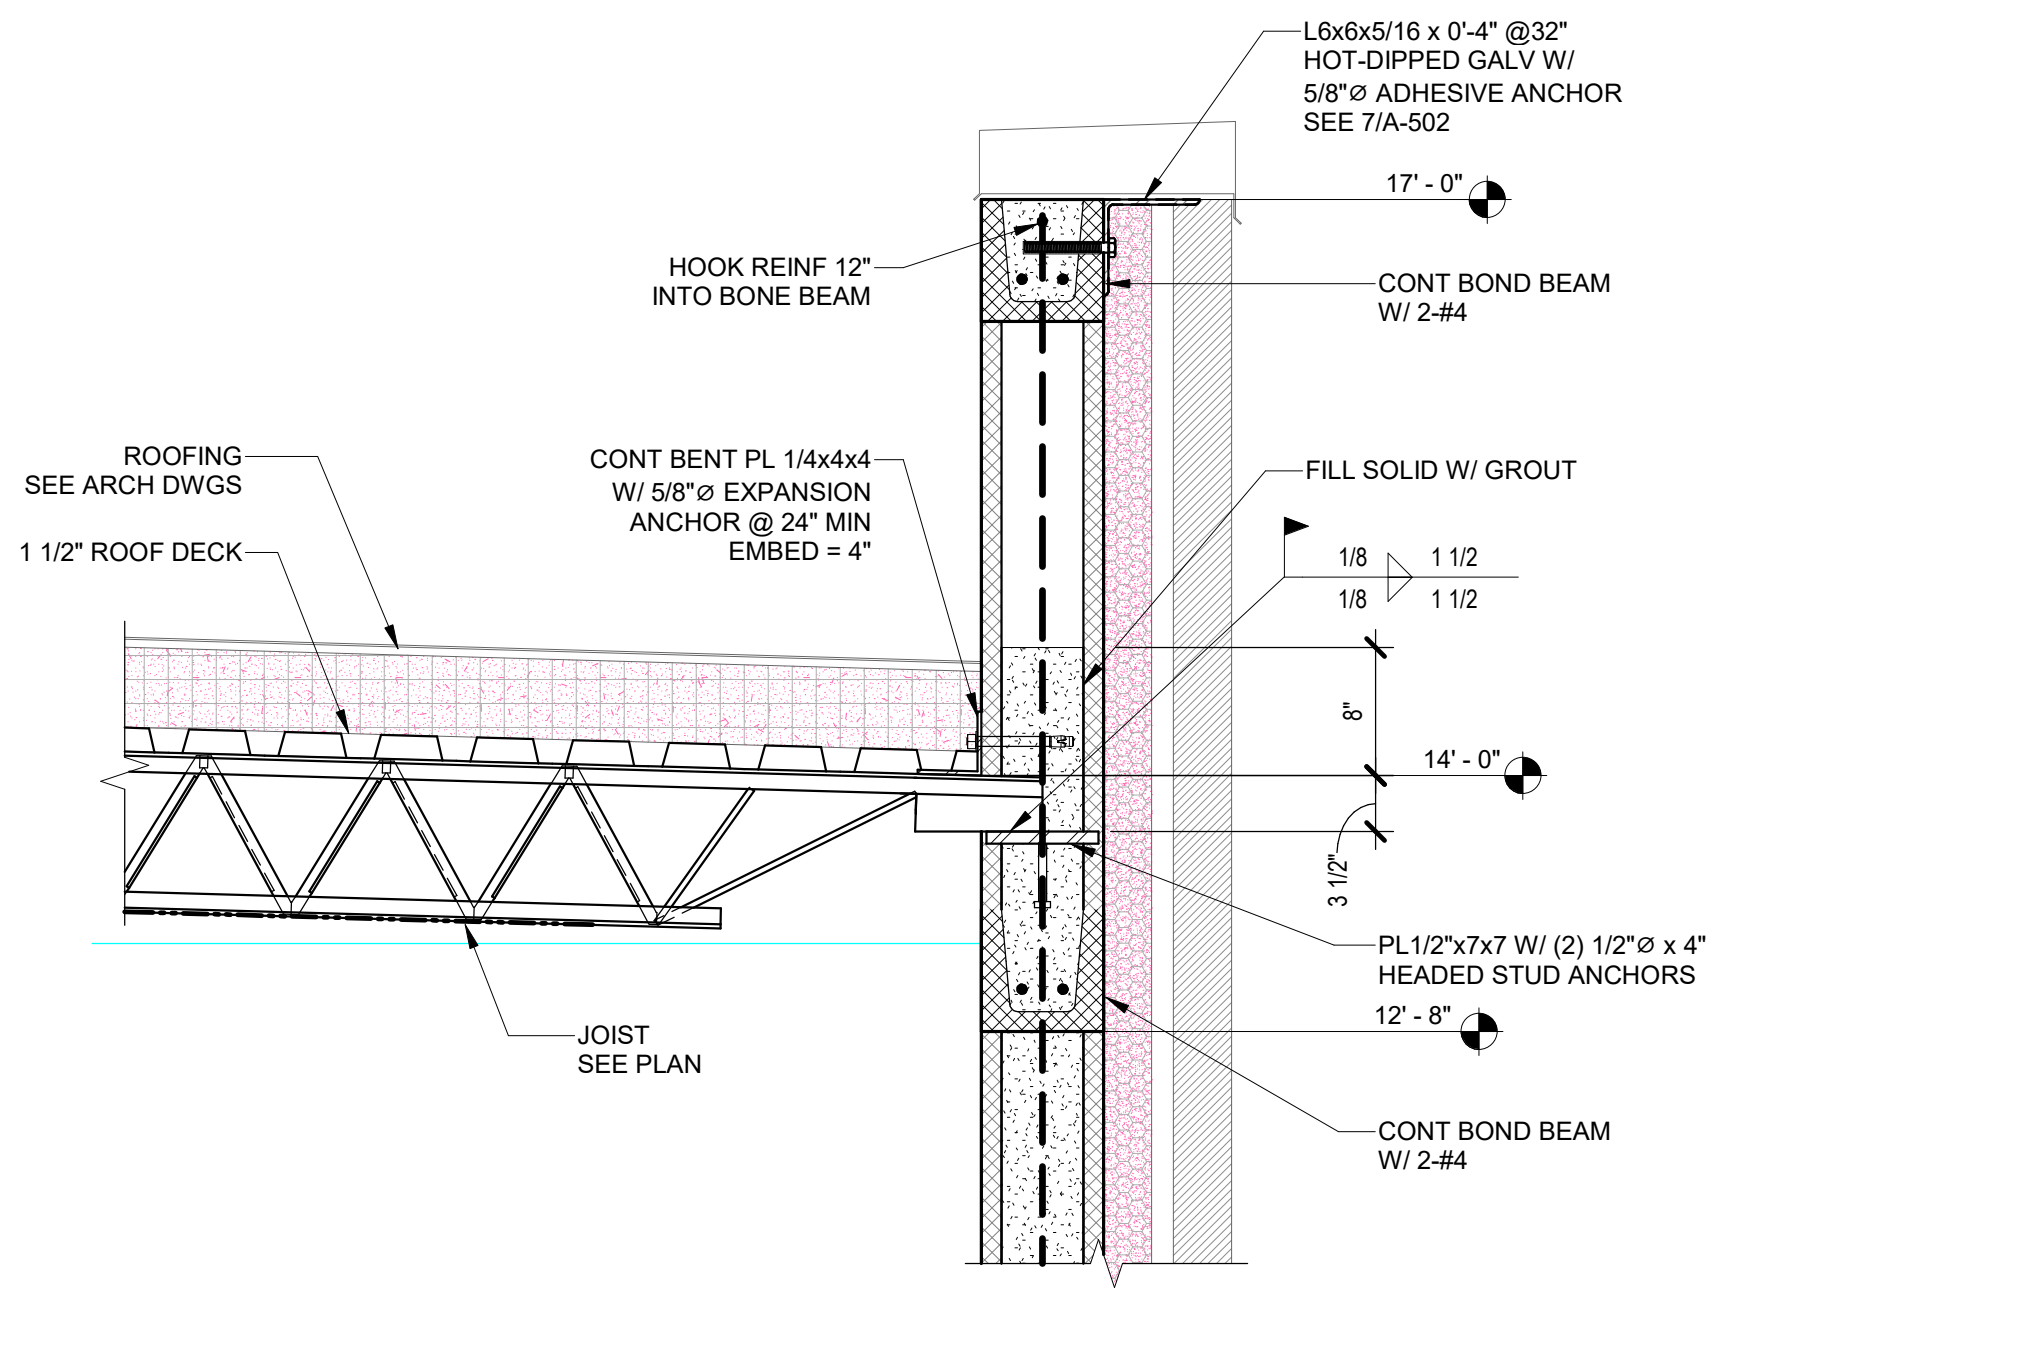 L6x6x5/16 x 0'-4" @32"
HOT-DIPPED GALV W/
5/8"Ø ADHESIVE ANCHOR
SEE 7/A-502
17' - 0"
HOOK REINF 12"
INTO BONE BEAM
CONT BOND BEAM
W/ 2-#4
ROOFING
SEE ARCH DWGS
CONT BENT PL 1/4x4x4
W/ 5/8"Ø EXPANSION
ANCHOR @ 24" MIN
EMBED = 4"
FILL SOLID W/ GROUT
1 1/2" ROOF DECK
1/8 1 1/2
1/8 1 1/2
8"
14' - 0"
3 1/2"
PL1/2"x7x7 W/ (2) 1/2"Ø x 4"
HEADED STUD ANCHORS
12' - 8"
JOIST
SEE PLAN
CONT BOND BEAM
W/ 2-#4